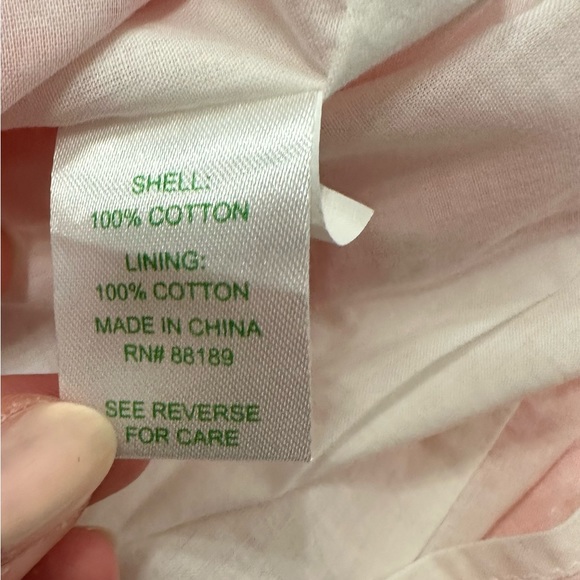 SHELL:
100% COTTON
LINING:
100% COTTON
MADE IN CHINA
RN# 88189
SEE REVERSE
FOR CARE